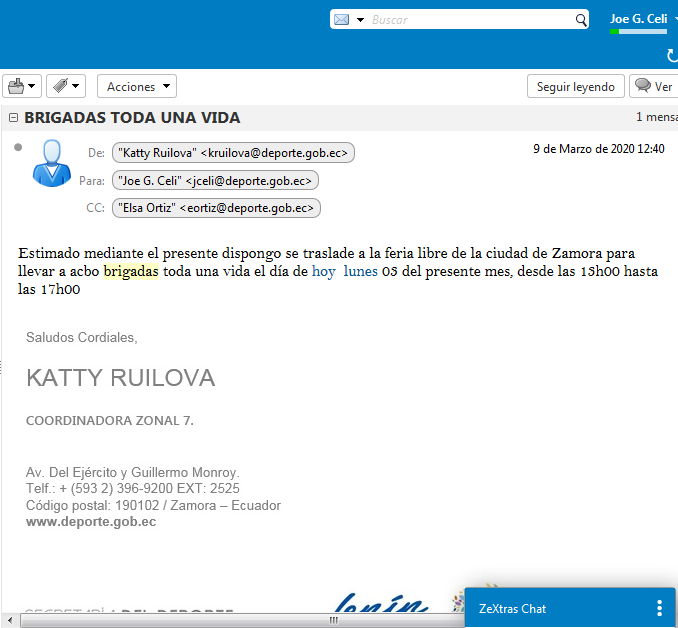 Buscar
Joe G. Celi
Acciones
Seguir leyendo
Ver
BRIGADAS TODA UNA VIDA
1 mensa
De: "Katty Ruilova" <kruilova@deporte.gob.ec>
9 de Marzo de 2020 12:40
Para: "Joe G. Celi" <jceli@deporte.gob.ec>
CC: "Elsa Ortiz" <eortiz@deporte.gob.ec>
Estimado mediante el presente dispongo se traslade a la feria libre de la ciudad de Zamora para
llevar a acbo brigadas toda una vida el día de hoy lunes 03 del presente mes, desde las 13h00 hasta
las 17h00
Saludos Cordiales,
KATTY RUILOVA
COORDINADORA ZONAL 7.
Av. Del Ejército y Guillermo Monroy.
Telf.: + (593 2) 396-9200 EXT: 2525
Código postal: 190102 / Zamora – Ecuador
www.deporte.gob.ec
SECRETARÍA DEL DEPORTE
lenín
ZeXtras Chat